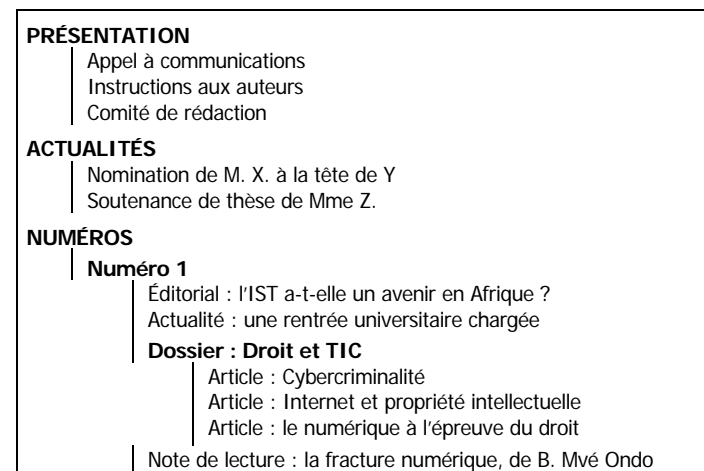 PRÉSENTATION
Appel à communications
Instructions aux auteurs
Comité de rédaction
ACTUALITÉS
Nomination de M. X. à la tête de Y
Soutenance de thèse de Mme Z.
NUMÉROS
Numéro 1
Éditorial : l'IST a-t-elle un avenir en Afrique ?
Actualité : une rentrée universitaire chargée
Dossier : Droit et TIC
Article : Cybercriminalité
Article : Internet et propriété intellectuelle
Article : le numérique à l'épreuve du droit
Note de lecture : la fracture numérique, de B. Mvé Ondo